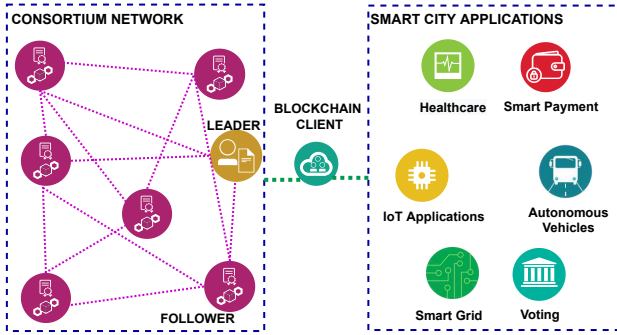 CONSORTIUM NETWORK
SMART CITY APPLICATIONS
LEADER
BLOCKCHAIN
CLIENT
FOLLOWER
Healthcare
Smart Payment
IoT Applications
Autonomous
Vehicles
Smart Grid
Voting